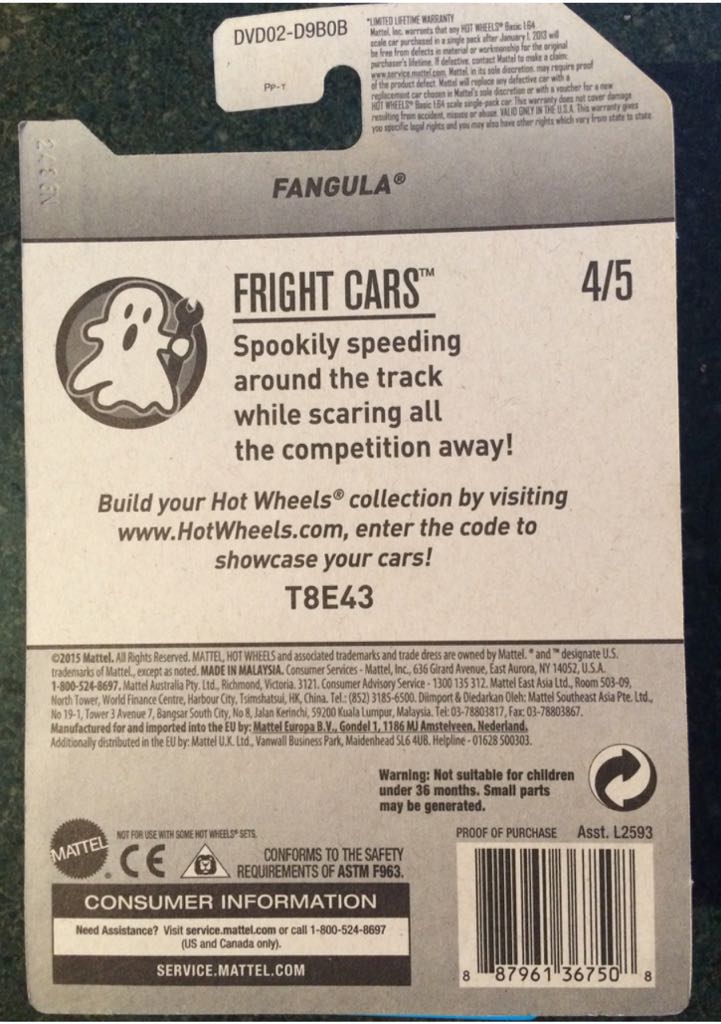 DVD02-D9B0B
PP-Y
*LIMITED LIFETIME WARRANTY
Mattel, Inc. warrants that any HOT WHEELS® Basic 1:64
scale car purchased in a single pack after January 1, 2013 will
be free from defects in material or workmanship for the original
purchaser's lifetime. If defective, contact Mattel to make a claim:
www.service.mattel.com. Mattel, in its sole discretion, may require proof
of the product defect. Mattel will replace any defective car with a
replacement car chosen in Mattel's sole discretion or with a voucher for a new
HOT WHEELS® Basic 1:64 scale single-pack car. This warranty does not cover damage
resulting from accident, misuse or abuse. VALID ONLY IN THE U.S.A. This warranty gives
you specific legal rights and you may also have other rights which vary from state to state.
FANGULA®
FRIGHT CARS™
4/5
Spookily speeding
around the track
while scaring all
the competition away!
Build your Hot Wheels® collection by visiting
www.HotWheels.com, enter the code to
showcase your cars!
T8E43
©2015 Mattel. All Rights Reserved. MATTEL, HOT WHEELS and associated trademarks and trade dress are owned by Mattel. ® and ™ designate U.S.
trademarks of Mattel, except as noted. MADE IN MALAYSIA. Consumer Services - Mattel, Inc., 636 Girard Avenue, East Aurora, NY 14052, U.S.A.
1-800-524-8697. Mattel Australia Pty. Ltd., Richmond, Victoria. 3121. Consumer Advisory Service - 1300 135 312. Mattel East Asia Ltd., Room 503-09,
North Tower, World Finance Centre, Harbour City, Tsimshatsui, HK, China. Tel.: (852) 3185-6500. Diimport & Diedarkan Oleh: Mattel Southeast Asia Pte. Ltd.,
No 19-1, Tower 3 Avenue 7, Bangsar South City, No 8, Jalan Kerinchi, 59200 Kuala Lumpur, Malaysia. Tel: 03-78803817, Fax: 03-78803867.
Manufactured for and imported into the EU by: Mattel Europa B.V., Gondel 1, 1186 MJ Amstelveen, Nederland.
Additionally distributed in the EU by: Mattel U.K. Ltd., Vanwall Business Park, Maidenhead SL6 4UB. Helpline - 01628 500303.
Warning: Not suitable for children
under 36 months. Small parts
may be generated.
MATTEL
NOT FOR USE WITH SOME HOT WHEELS® SETS.
CE
CONFORMS TO THE SAFETY
REQUIREMENTS OF ASTM F963.
PROOF OF PURCHASE Asst. L2593
CONSUMER INFORMATION
Need Assistance? Visit service.mattel.com or call 1-800-524-8697
(US and Canada only).
SERVICE.MATTEL.COM
8 87961 36750 8